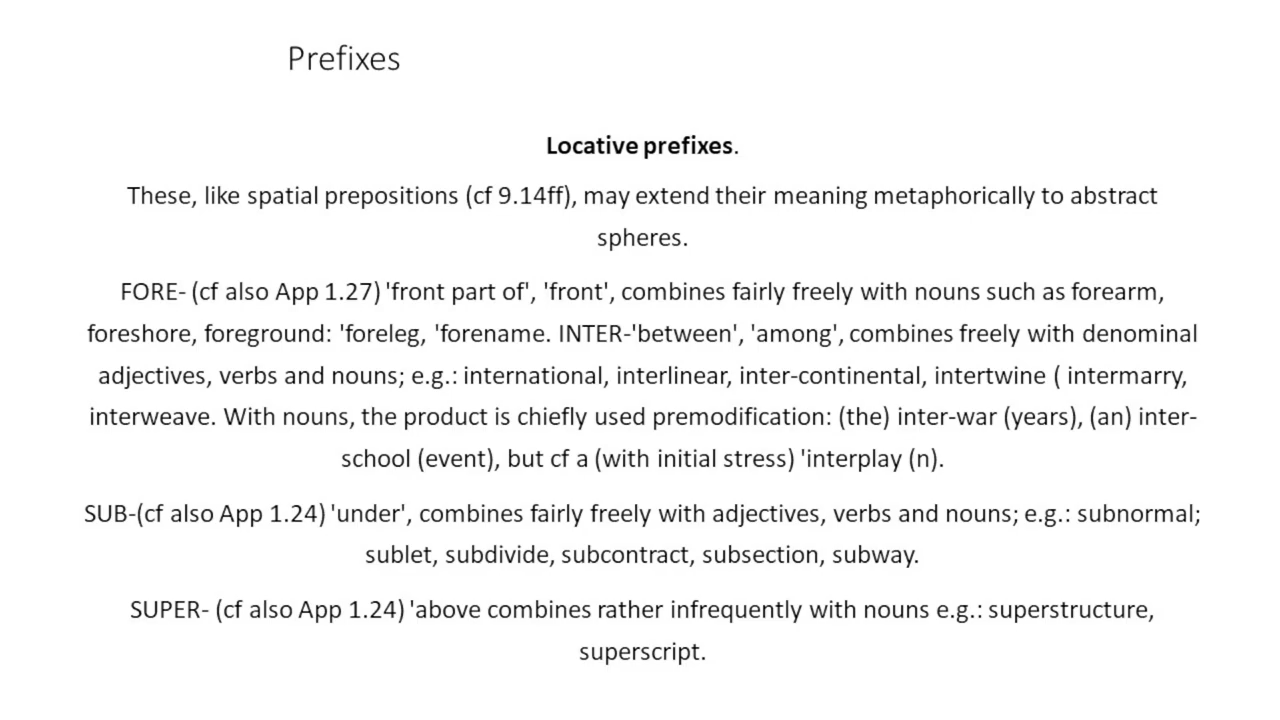 Prefixes
Locative prefixes.
These, like spatial prepositions (cf 9.14ff), may extend their meaning metaphorically to abstract
spheres.
FORE- (cf also App 1.27) 'front part of', 'front', combines fairly freely with nouns such as forearm,
foreshore, foreground: 'foreleg, 'forename. INTER-'between', 'among', combines freely with denominal
adjectives, verbs and nouns; e.g.: international, interlinear, inter-continental, intertwine ( intermarry,
interweave. With nouns, the product is chiefly used premodification: (the) inter-war (years), (an) inter-
school (event), but cf a (with initial stress) 'interplay (n).
SUB-(cf also App 1.24) 'under', combines fairly freely with adjectives, verbs and nouns; e.g.: subnormal;
sublet, subdivide, subcontract, subsection, subway.
SUPER- (cf also App 1.24) 'above combines rather infrequently with nouns e.g.: superstructure,
superscript.